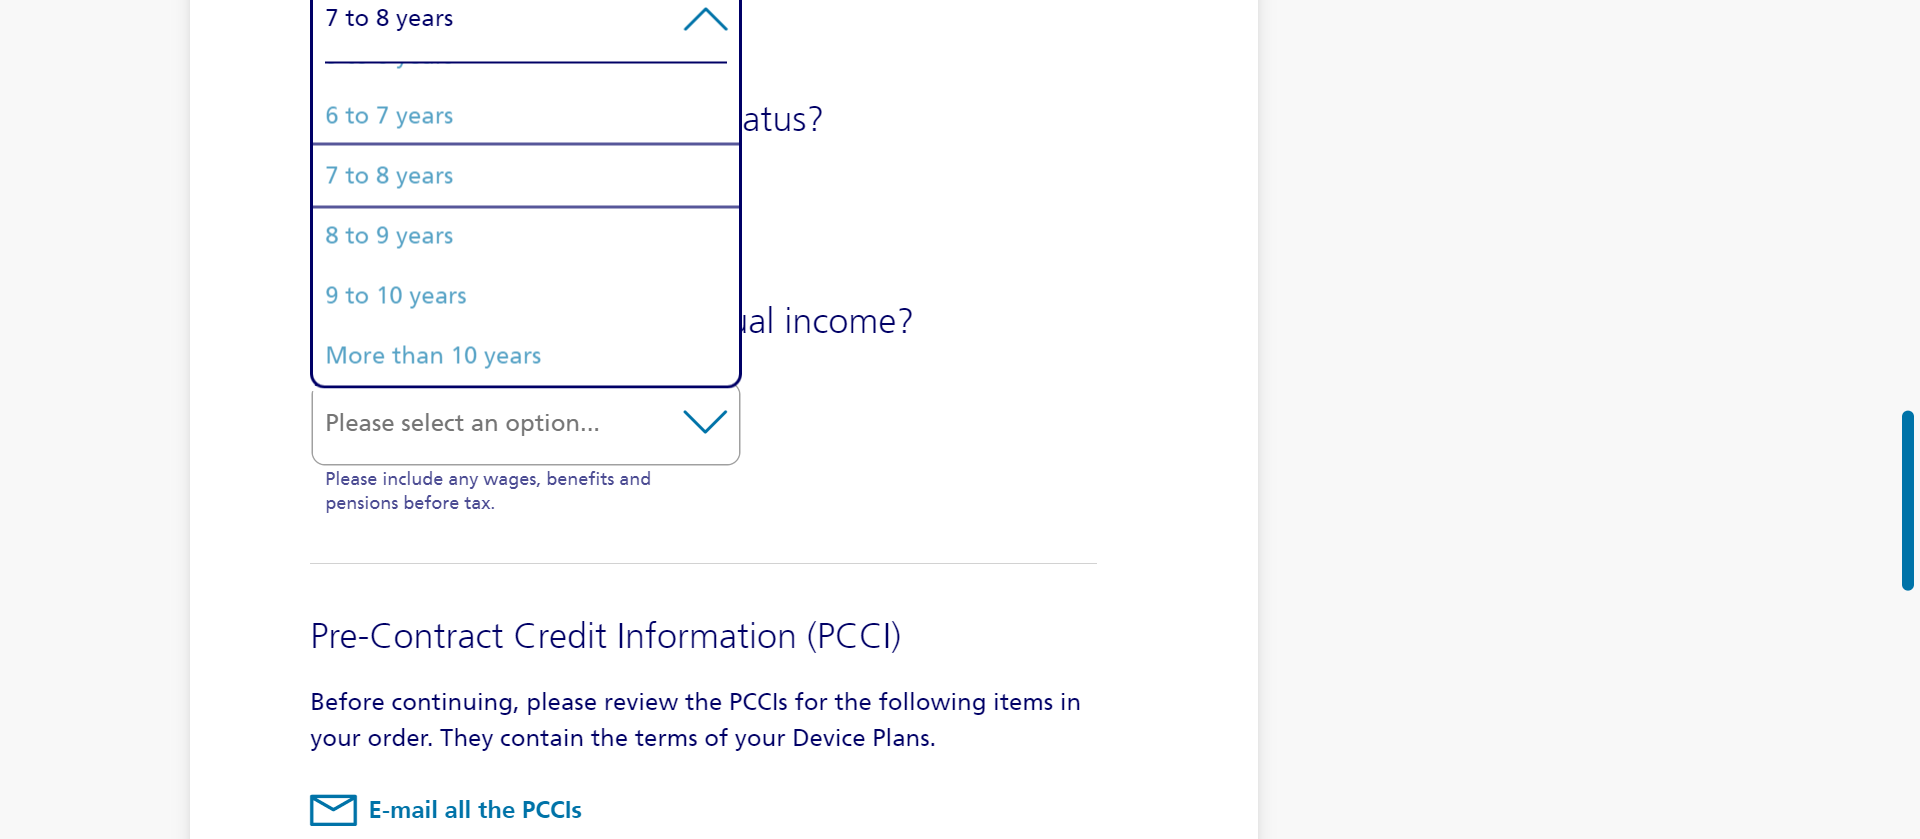 7 to 8 years
6 to 7 years
atus?
7 to 8 years
8 to 9 years
9 to 10 years
ual income?
More than 10 years
Please select an option...
Please include any wages, benefits and
pensions before tax.
Pre-Contract Credit Information (PCCI)
Before continuing, please review the PCCIs for the following items in
your order. They contain the terms of your Device Plans.
E-mail all the PCCIs